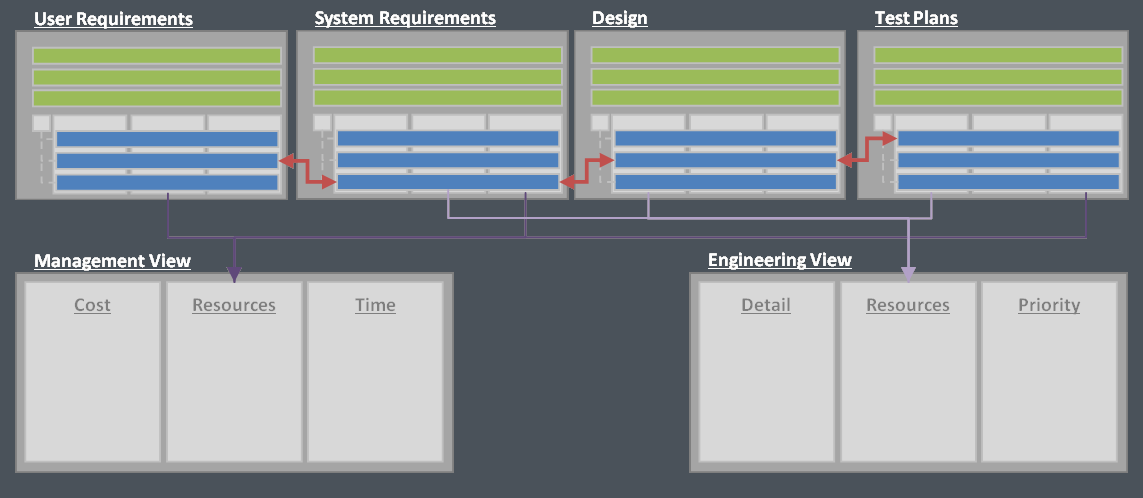 User Requirements
System Requirements
Design
Test Plans
Management View
Engineering View
Cost
Resources
Time
Detail
Resources
Priority